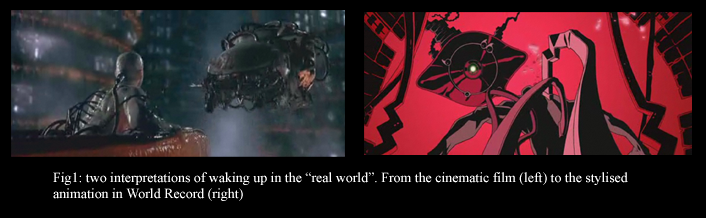 Fig1: two interpretations of waking up in the “real world”. From the cinematic film (left) to the stylised
animation in World Record (right)